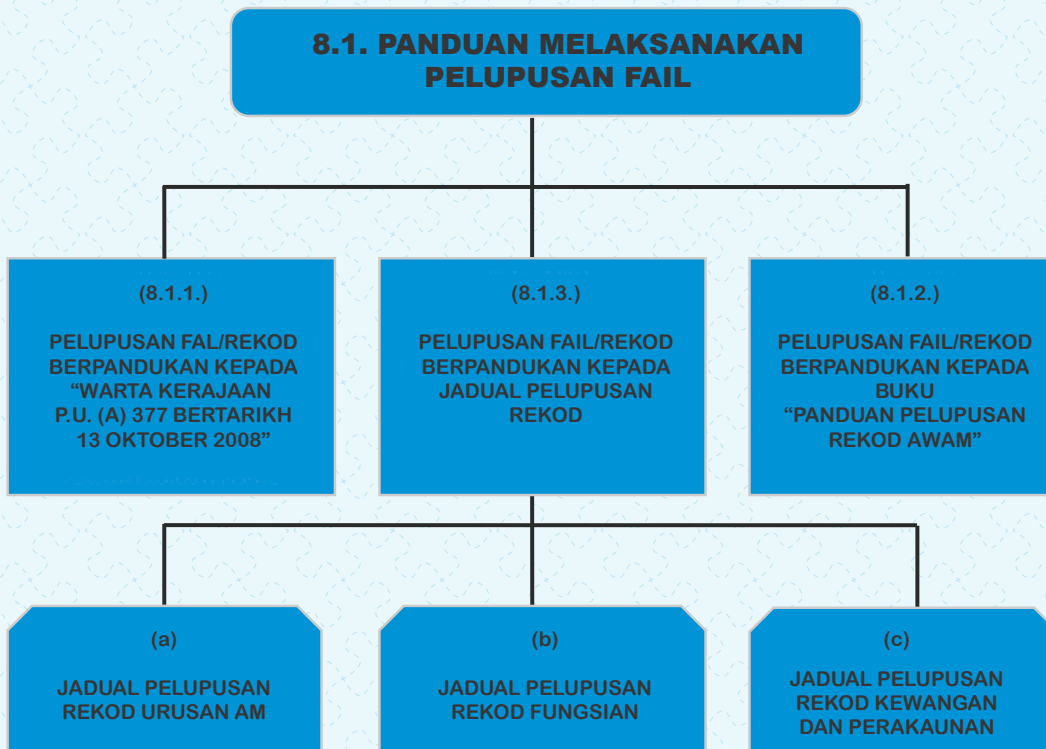 8.1. PANDUAN MELAKSANAKAN
PELUPUSAN FAIL
(8.1.1.)
PELUPUSAN FAL/REKOD
BERPANDUKAN KEPADA
“WARTA KERAJAAN
P.U. (A) 377 BERTARIKH
13 OKTOBER 2008”
(8.1.3.)
PELUPUSAN FAIL/REKOD
BERPANDUKAN KEPADA
JADUAL PELUPUSAN
REKOD
(8.1.2.)
PELUPUSAN FAIL/REKOD
BERPANDUKAN KEPADA
BUKU
“PANDUAN PELUPUSAN
REKOD AWAM”
(a)
JADUAL PELUPUSAN
REKOD URUSAN AM
(b)
JADUAL PELUPUSAN
REKOD FUNGSIAN
(c)
JADUAL PELUPUSAN
REKOD KEWANGAN
DAN PERAKAUNAN